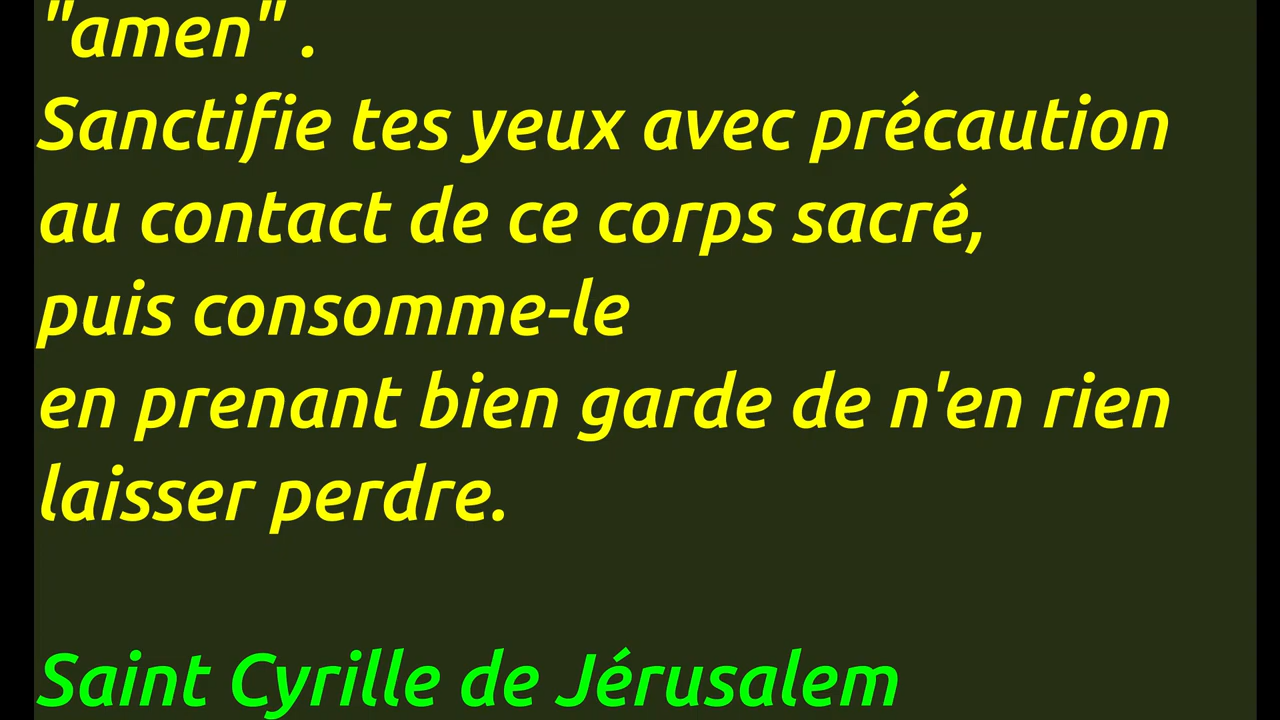 "amen" .
Sanctifie tes yeux avec précaution
au contact de ce corps sacré,
puis consomme-le
en prenant bien garde de n'en rien
laisser perdre.
Saint Cyrille de Jérusalem